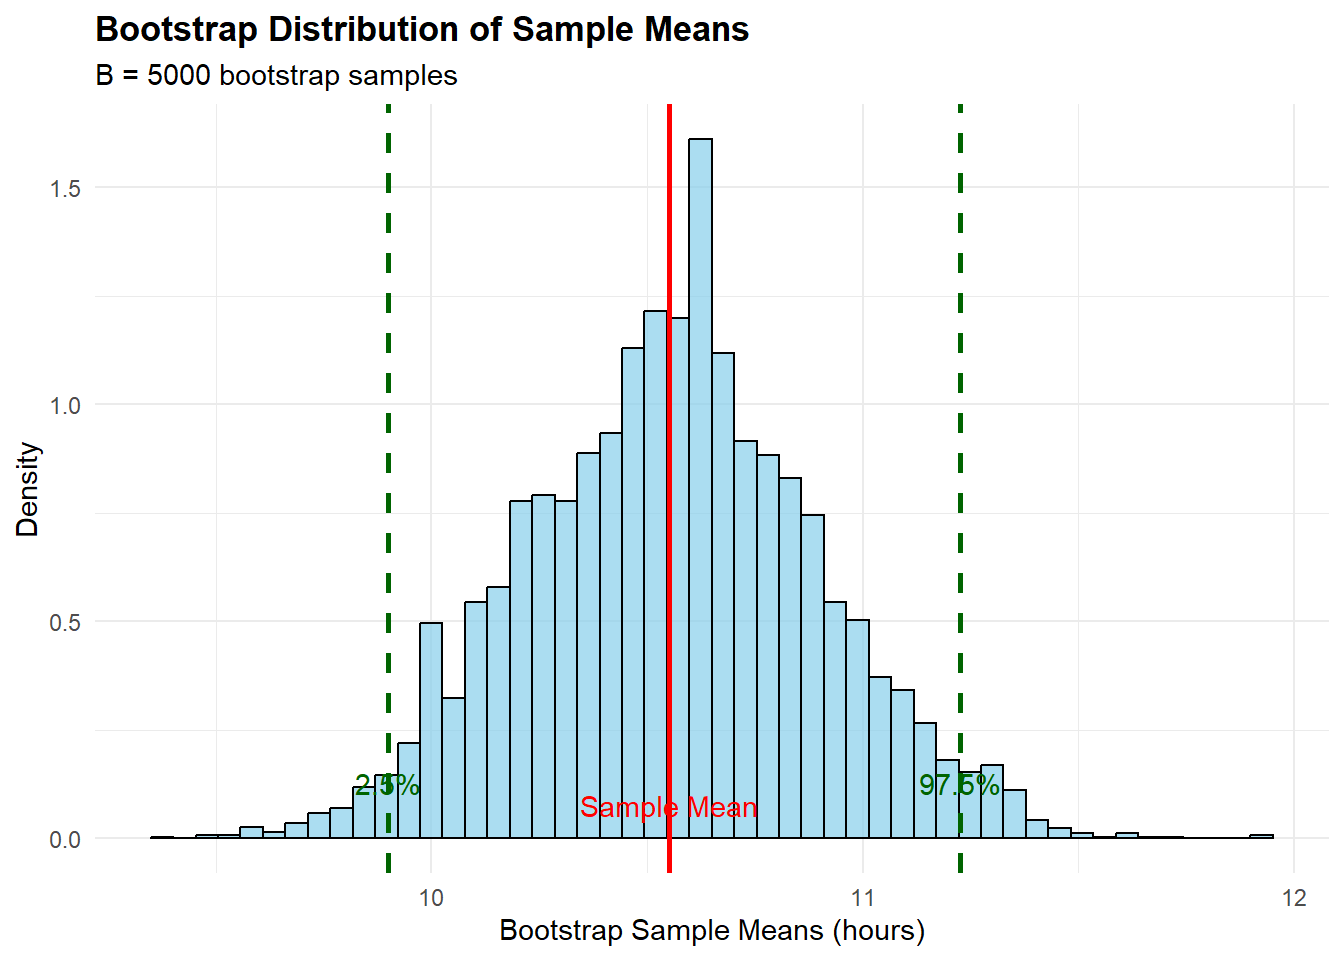 Bootstrap Distribution of Sample Means
B = 5000 bootstrap samples
Density
1.5
1.0
0.5
0.0
2.5%
97.5%
Sample Mean
10
11
12
Bootstrap Sample Means (hours)